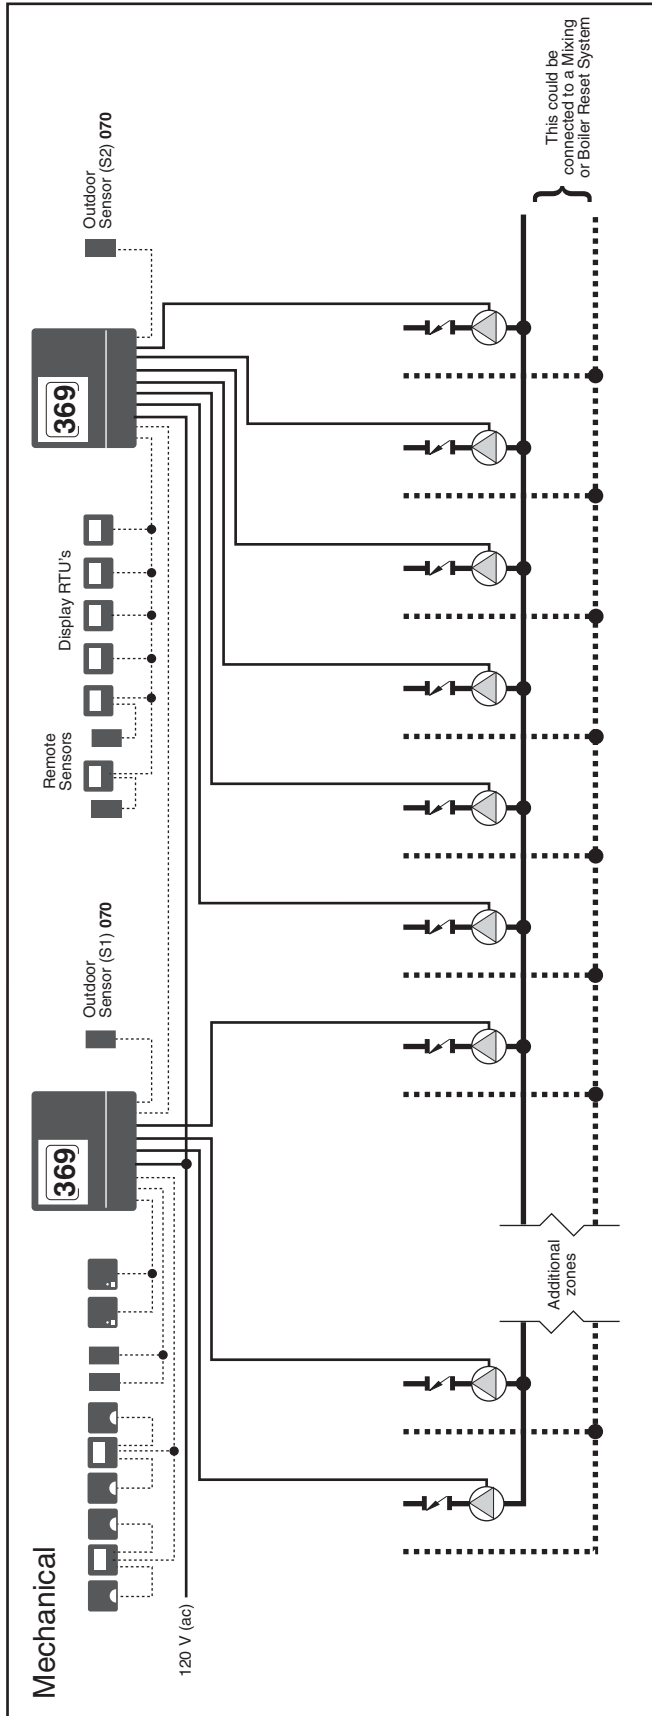 Mechanical
120 V (ac)
369
Outdoor
Sensor (S1) 070
Remote
Sensors
Display RTU's
369
Outdoor
Sensor (S2) 070
Additional
zones
This could be
connected to a Mixing
or Boiler Reset System